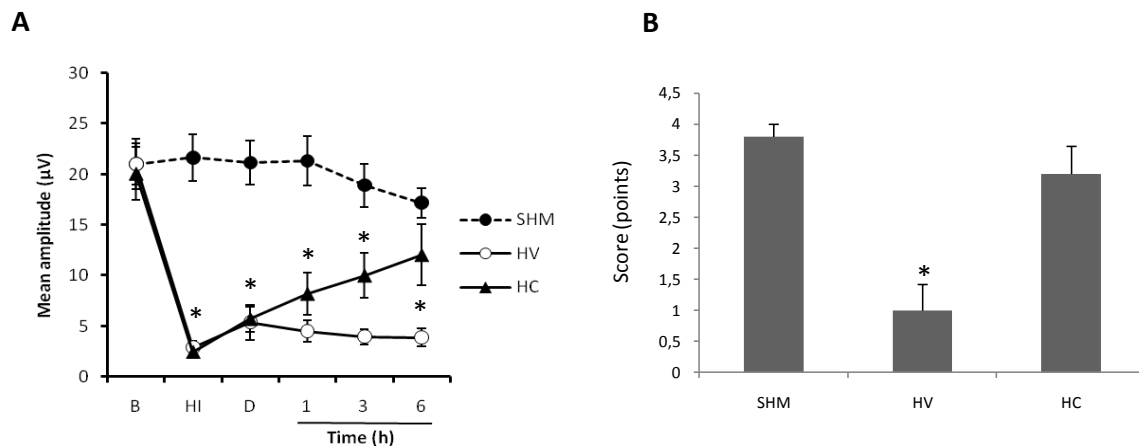 A
Mean amplitude (µV)
30
25
20
15
10
5
0
*
*
*
*
*
B HI D 1 3 6
Time (h)
SHM
HV
HC
B
Score (points)
4,5
4
3,5
3
2,5
2
1,5
1
0,5
0
*
SHM HV HC